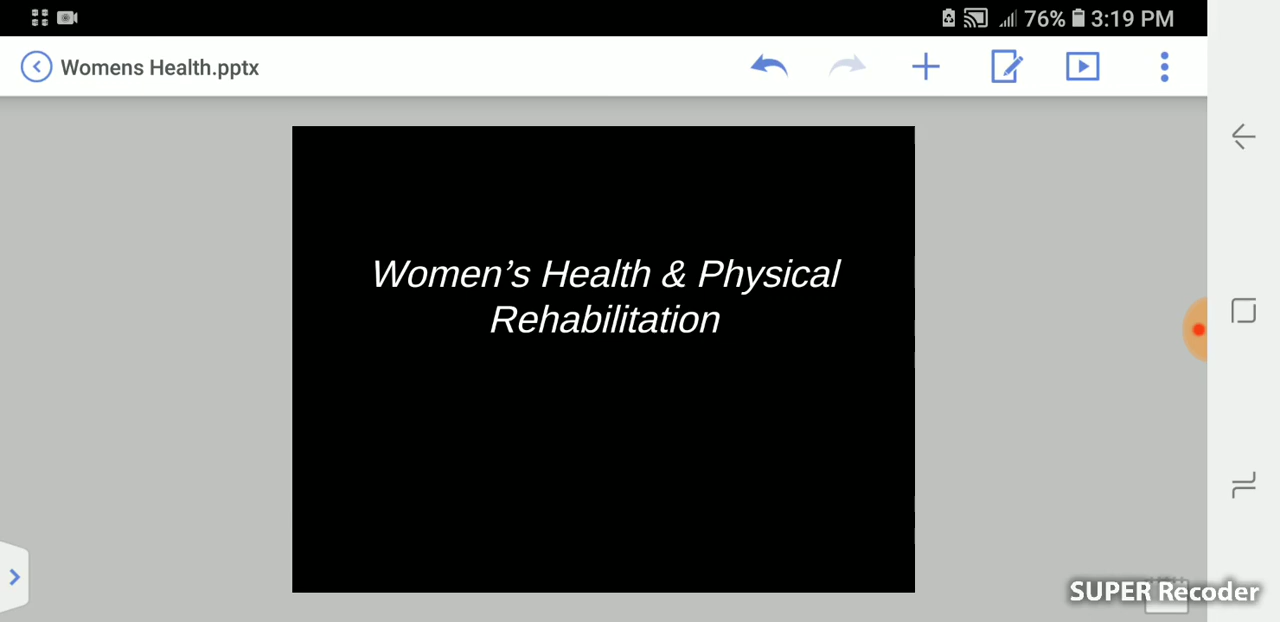 76% 3:19 PM
Womens Health.pptx
Women’s Health & Physical
Rehabilitation
SUPER Recoder